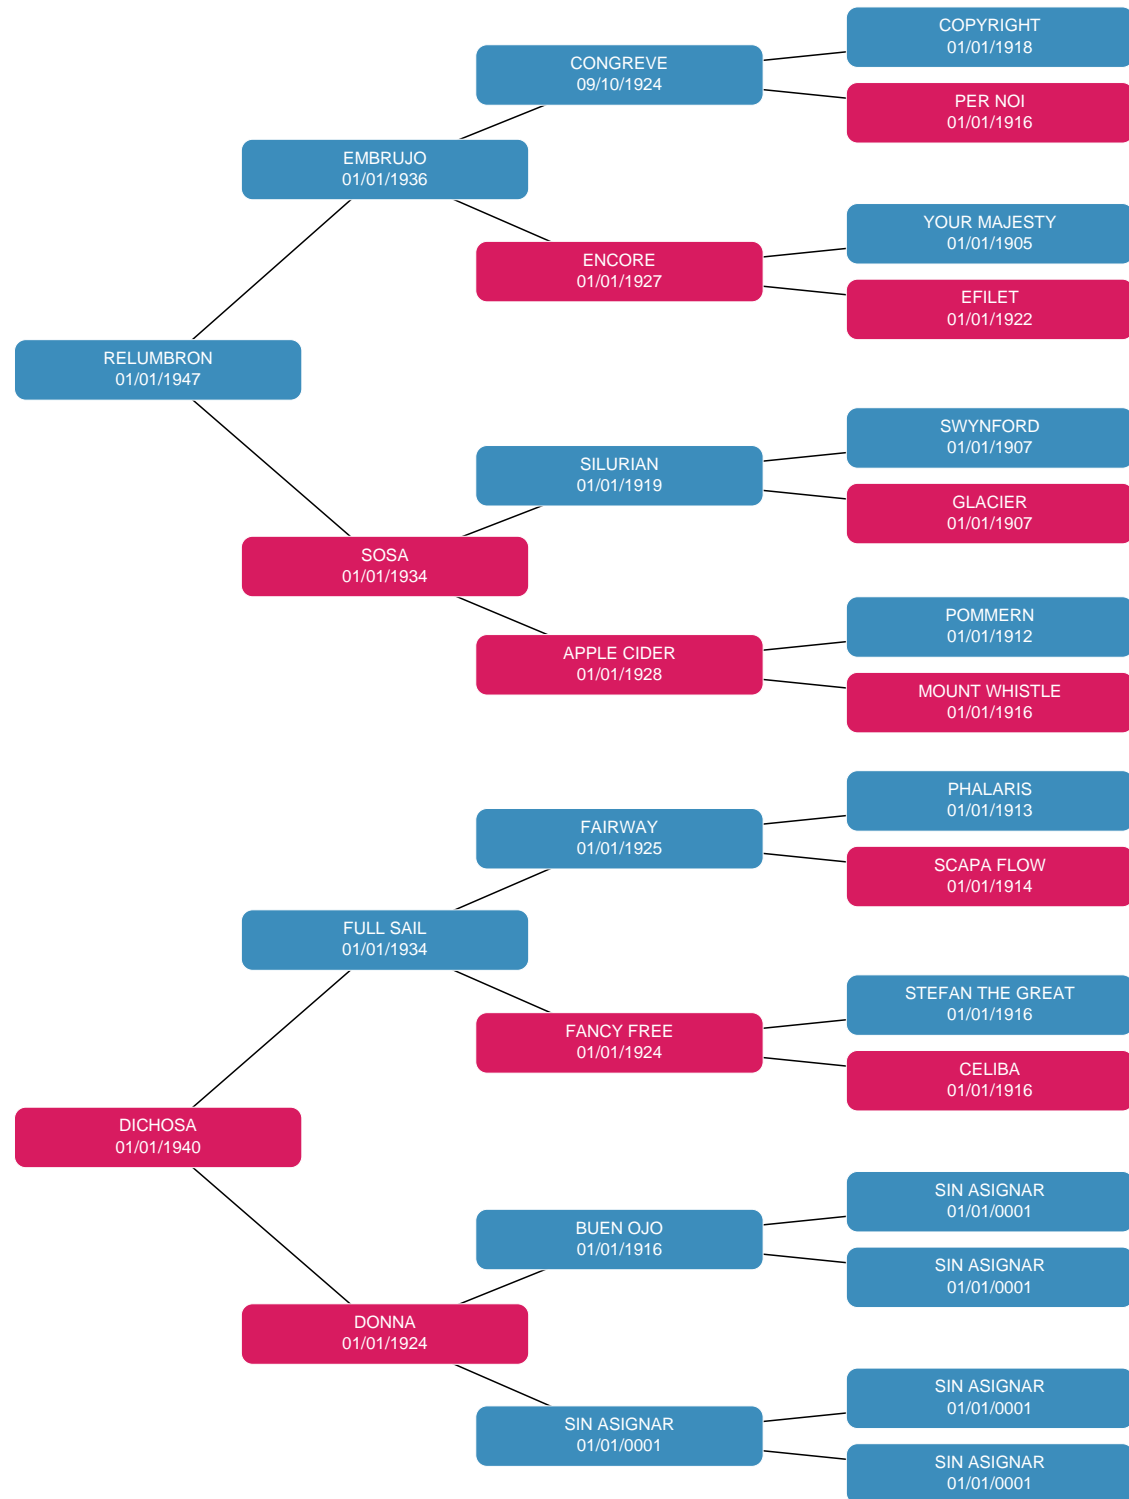 COPYRIGHT
01/01/1918
CONGREVE
09/10/1924
PER NOI
01/01/1916
EMBRUJO
01/01/1936
YOUR MAJESTY
01/01/1905
ENCORE
01/01/1927
EFILET
01/01/1922
RELUMBRON
01/01/1947
SWYNFORD
01/01/1907
SILURIAN
01/01/1919
GLACIER
01/01/1907
SOSA
01/01/1934
POMMERN
01/01/1912
APPLE CIDER
01/01/1928
MOUNT WHISTLE
01/01/1916
PHALARIS
01/01/1913
FAIRWAY
01/01/1925
SCAPA FLOW
01/01/1914
FULL SAIL
01/01/1934
STEFAN THE GREAT
01/01/1916
FANCY FREE
01/01/1924
CELIBA
01/01/1916
DICHOSA
01/01/1940
SIN ASIGNAR
01/01/0001
BUEN OJO
01/01/1916
SIN ASIGNAR
01/01/0001
DONNA
01/01/1924
SIN ASIGNAR
01/01/0001
SIN ASIGNAR
01/01/0001
SIN ASIGNAR
01/01/0001